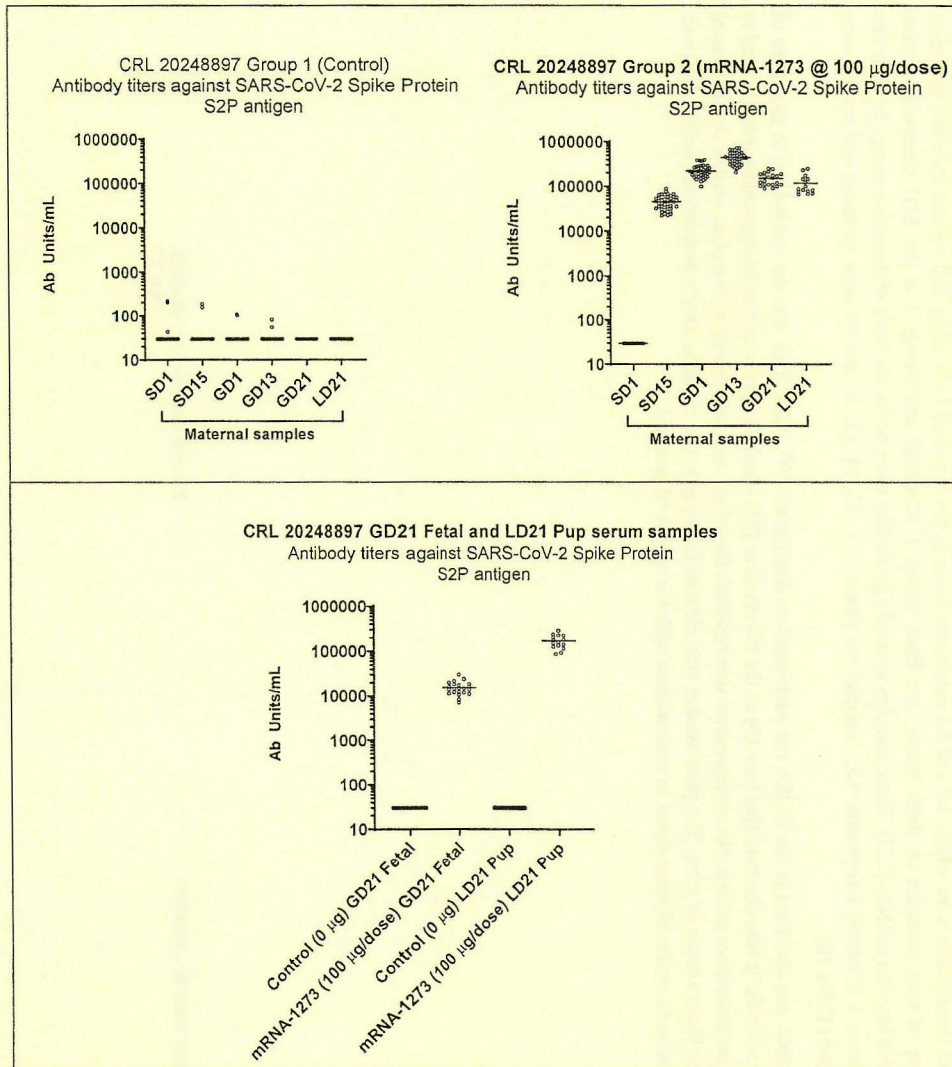 CRL 20248897 Group 1 (Control)
Antibody titers against SARS-CoV-2 Spike Protein
S2P antigen
1000000
100000
10000
1000
100
10
Ab Units/mL
SD1
SD15
GD1
GD13
GD21
LD21
Maternal samples
CRL 20248897 Group 2 (mRNA-1273 @ 100 µg/dose)
Antibody titers against SARS-CoV-2 Spike Protein
S2P antigen
1000000
100000
10000
1000
100
10
Ab Units/mL
SD1
SD15
GD1
GD13
GD21
LD21
Maternal samples
CRL 20248897 GD21 Fetal and LD21 Pup serum samples
Antibody titers against SARS-CoV-2 Spike Protein
S2P antigen
1000000
100000
10000
1000
100
10
Ab Units/mL
Control (0 µg) GD21 Fetal
mRNA-1273 (100 µg/dose) GD21 Fetal
Control (0 µg) LD21 Pup
mRNA-1273 (100 µg/dose) LD21 Pup